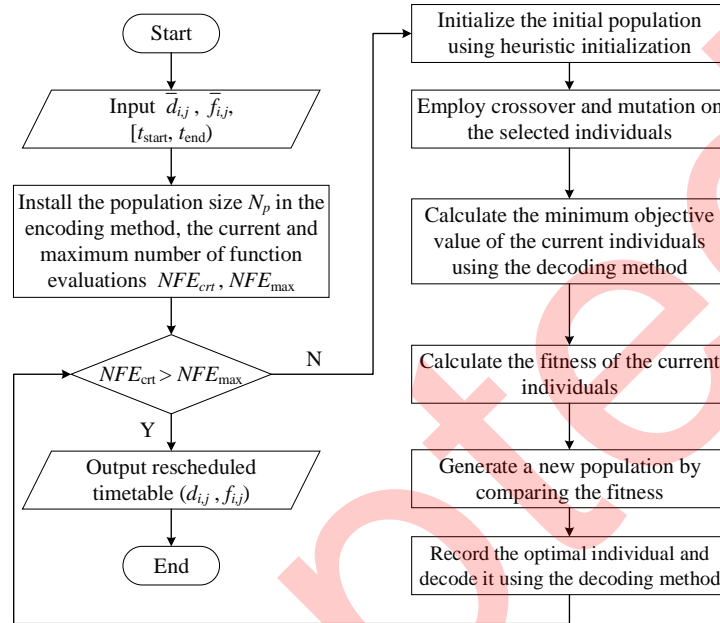 Start
Input d̅i,j , f̅i,j,
[tstart, tend)
Install the population size Np in the
encoding method, the current and
maximum number of function
evaluations NFEcrt , NFEmax
NFEcrt > NFEmax
N
Y
Output rescheduled
timetable (di,j , fi,j)
End
Initialize the initial population
using heuristic initialization
Employ crossover and mutation on
the selected individuals
Calculate the minimum objective
value of the current individuals
using the decoding method
Calculate the fitness of the current
individuals
Generate a new population by
comparing the fitness
Record the optimal individual and
decode it using the decoding method